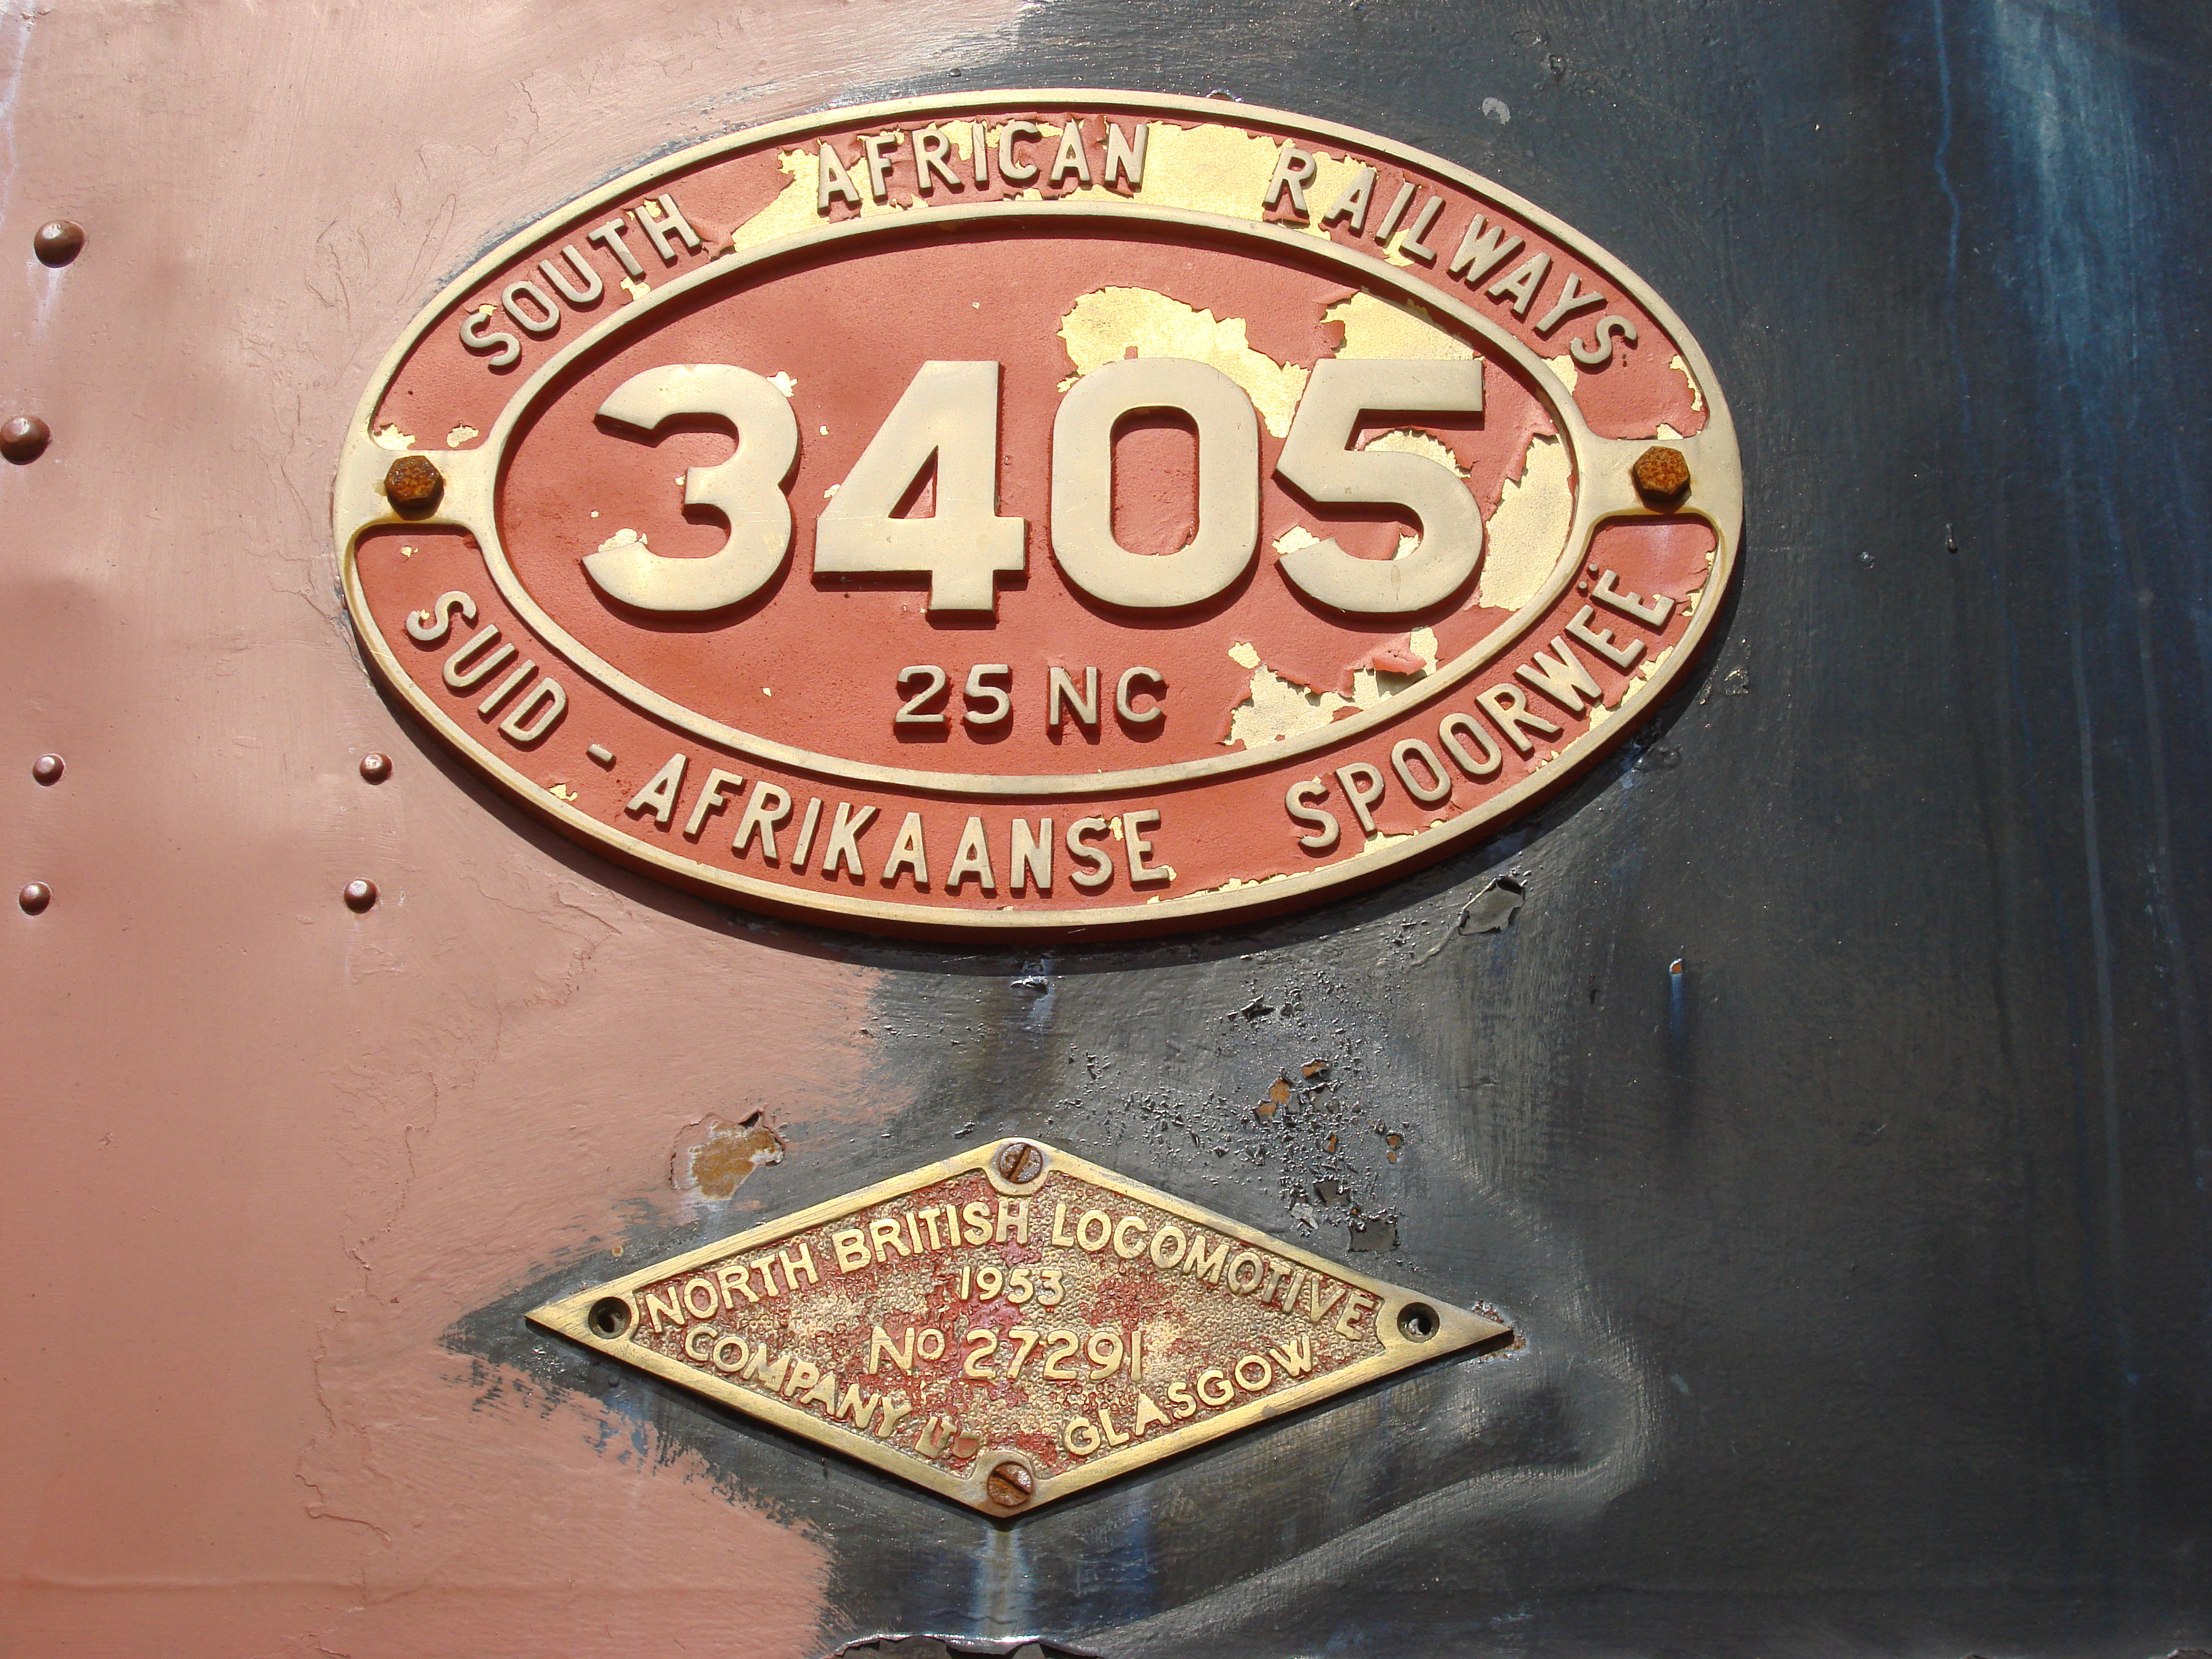 SOUTH AFRICAN RAILWAYS
3405
25 NC
SUID-AFRIKAANSE SPOORWEË
NORTH BRITISH LOCOMOTIVE
1953
No 27291
COMPANY LTD GLASGOW